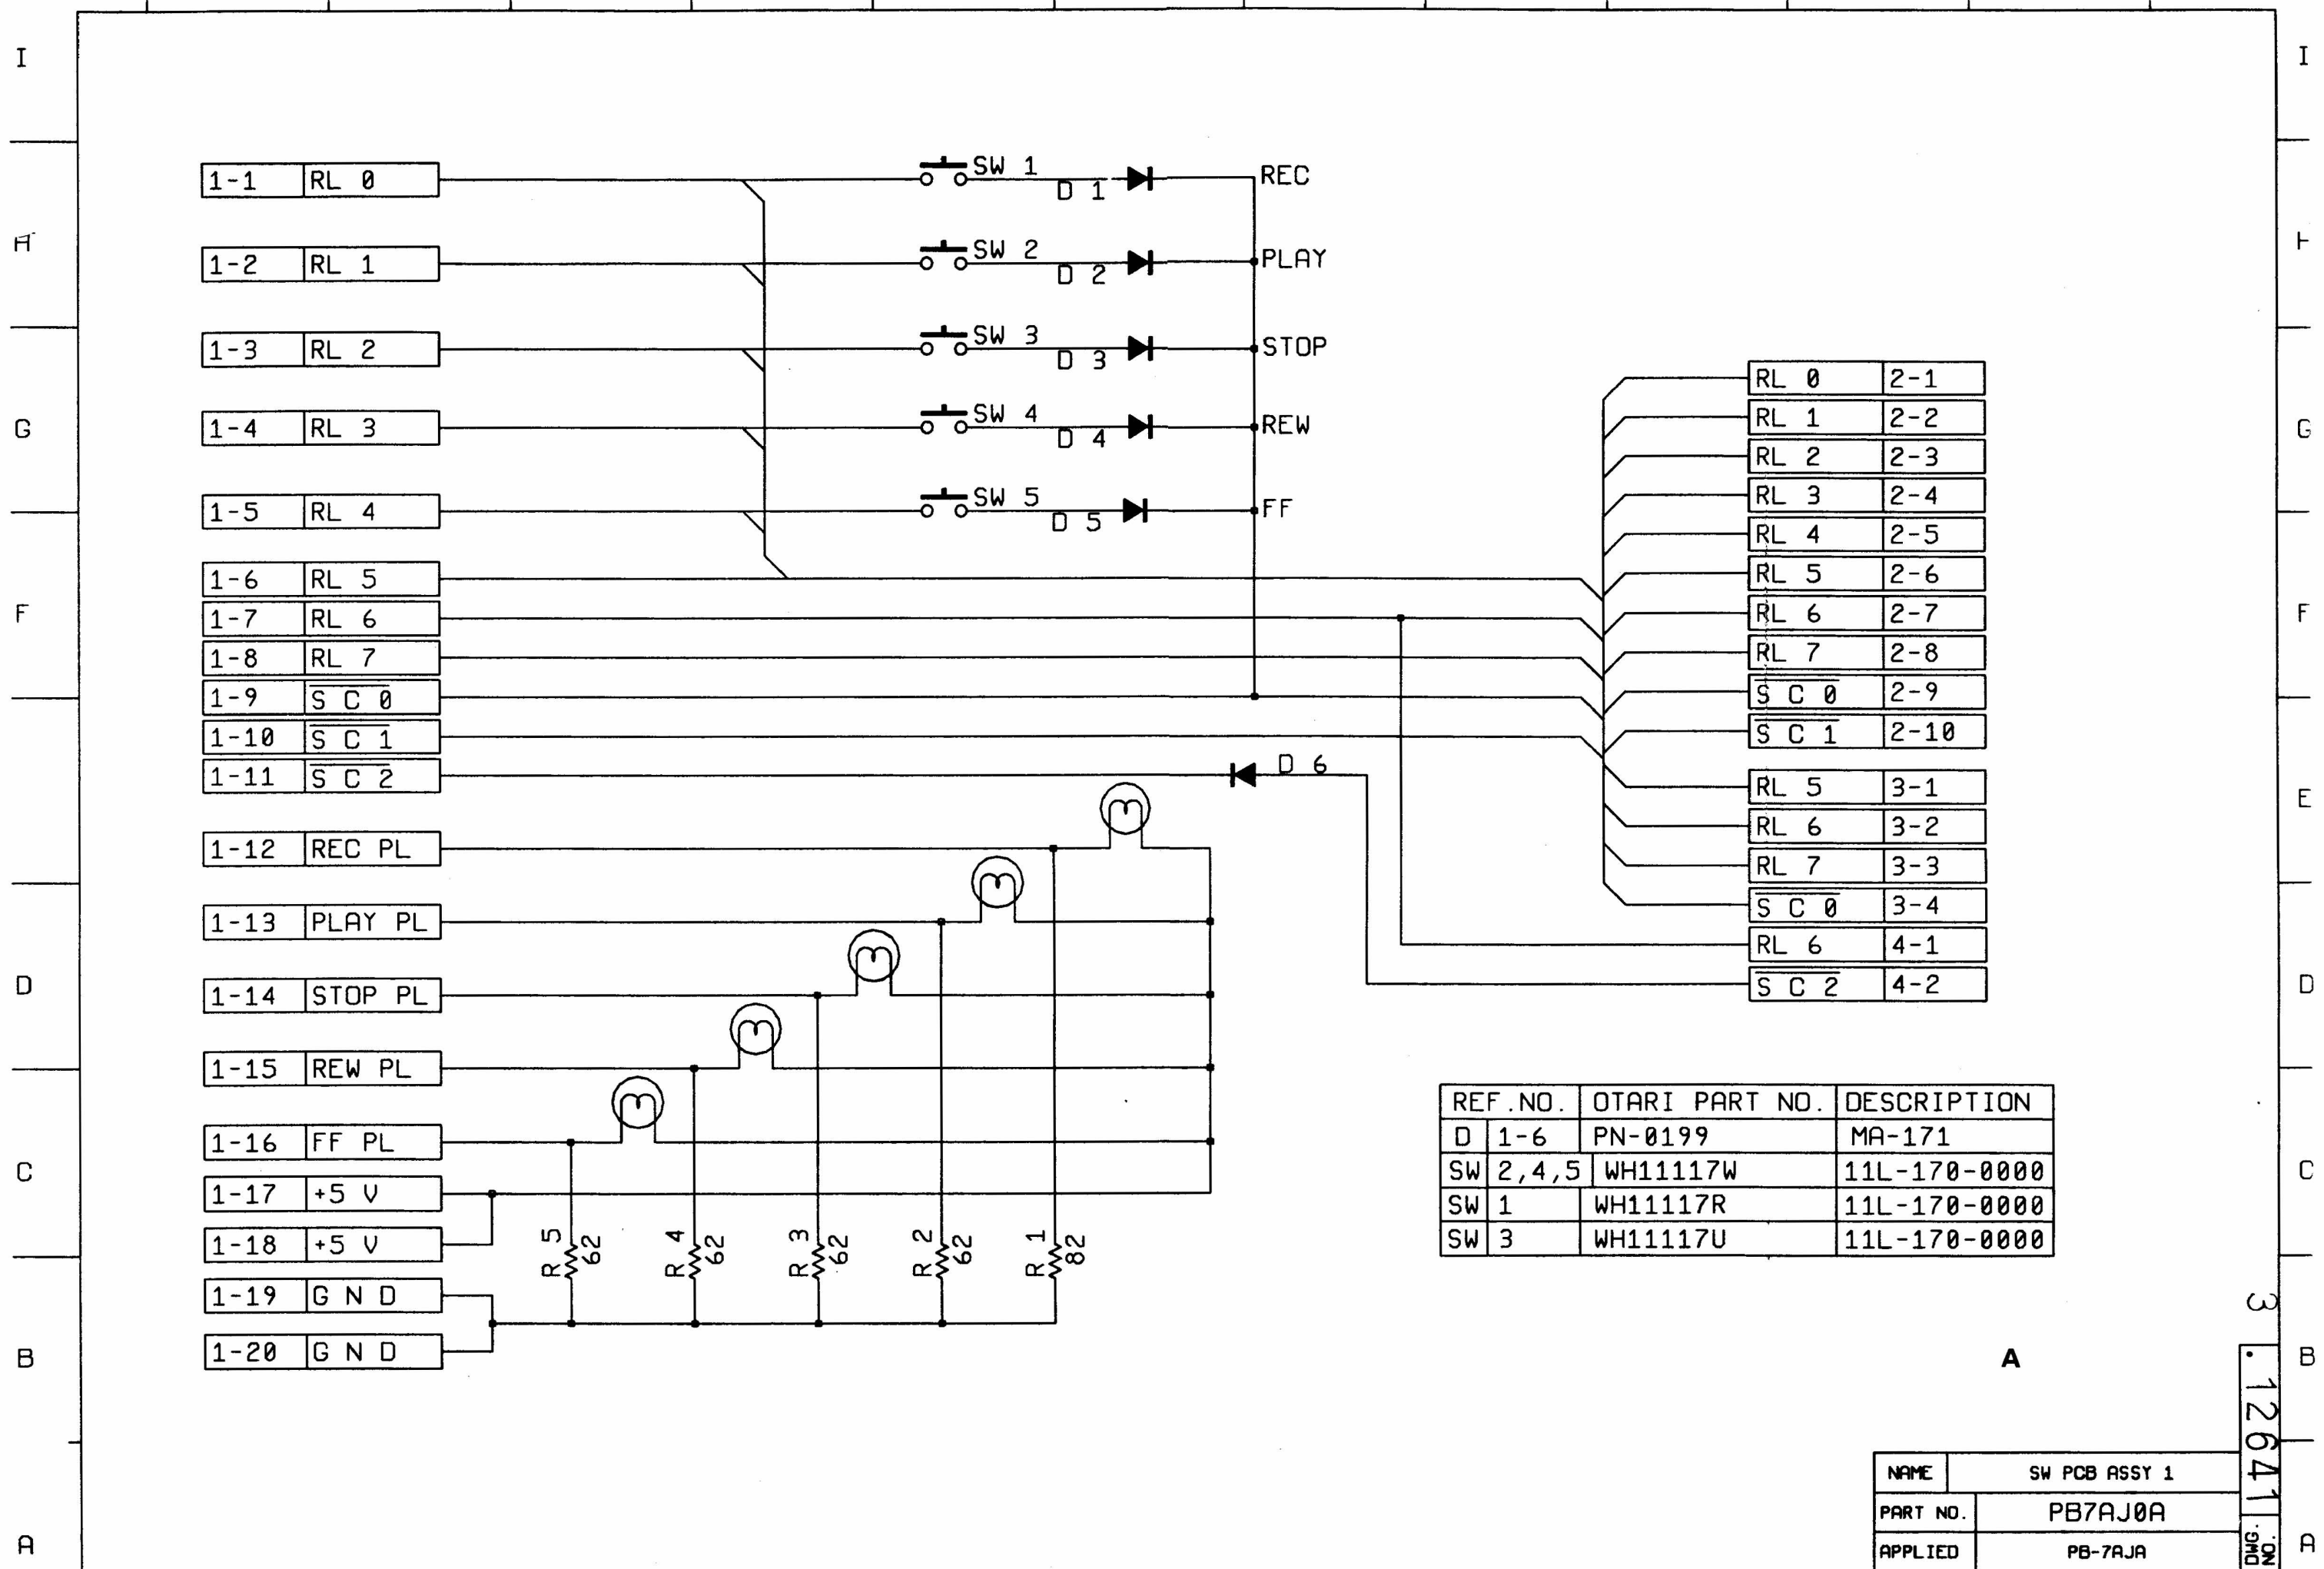 I
I
1-1 RL 0
SW 1
D 1
REC
1-2 RL 1
SW 2
D 2
PLAY
1-3 RL 2
SW 3
D 3
STOP
1-4 RL 3
SW 4
D 4
REW
1-5 RL 4
SW 5
D 5
FF
G
G
F
F
1-6 RL 5
1-7 RL 6
1-8 RL 7
1-9 S C 0
1-10 S C 1
1-11 S C 2
D 6
RL 0 2-1
RL 1 2-2
RL 2 2-3
RL 3 2-4
RL 4 2-5
RL 5 2-6
RL 6 2-7
RL 7 2-8
S C 0 2-9
S C 1 2-10
RL 5 3-1
RL 6 3-2
RL 7 3-3
S C 0 3-4
RL 6 4-1
S C 2 4-2
E
1-12 REC PL
1-13 PLAY PL
D
D
1-14 STOP PL
1-15 REW PL
1-16 FF PL
C
C
1-17 +5 V
1-18 +5 V
1-19 G N D
1-20 G N D
R 5
62
R 4
62
R 3
62
R 2
62
R 1
82
REF.NO. OTARI PART NO. DESCRIPTION
D 1-6 PN-0199 MA-171
SW 2,4,5 WH11117W 11L-170-0000
SW 1 WH11117R 11L-170-0000
SW 3 WH11117U 11L-170-0000
B
A
B
3.12641
DWG. NO.
NAME SW PCB ASSY 1
PART NO. PB7AJ0A
APPLIED PB-7AJA
A
A